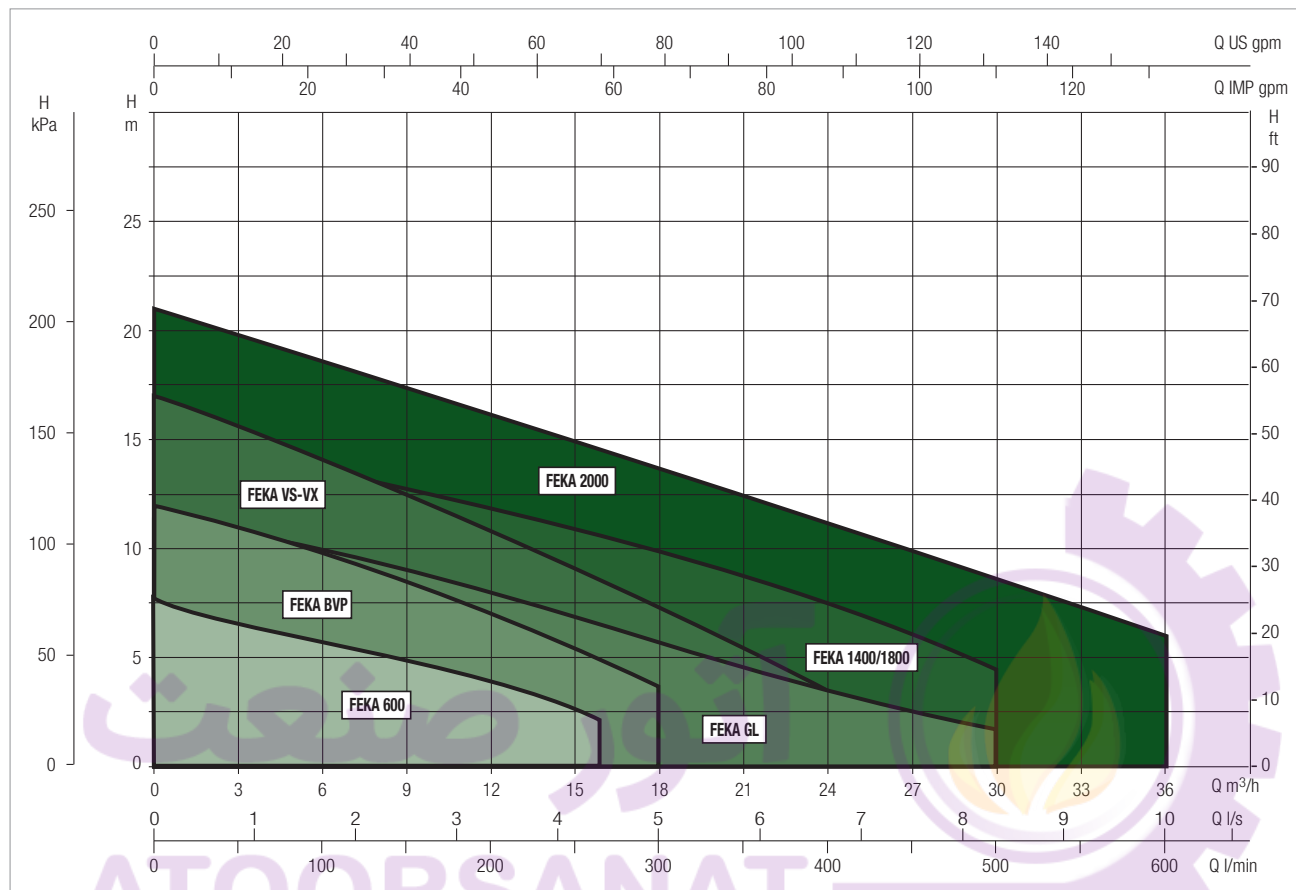 0 20 40 60 80 100 120 140 Q US gpm
0 20 40 60 80 100 120 Q IMP gpm
H kPa
H m
H ft
90
25
250
80
70
200
20
60
150
15
50
FEKA 2000
FEKA VS-VX
40
100
10
30
FEKA BVP
20
50
5
FEKA 1400/1800
FEKA 600
10
FEKA GL
آتور صنعت
0
0
0
0 3 6 9 12 15 18 21 24 27 30 33 36 Q m³/h
0 1 2 3 4 5 6 7 8 9 10 Q l/s
0 100 200 300 400 500 600 Q l/min
ATOORSANAT